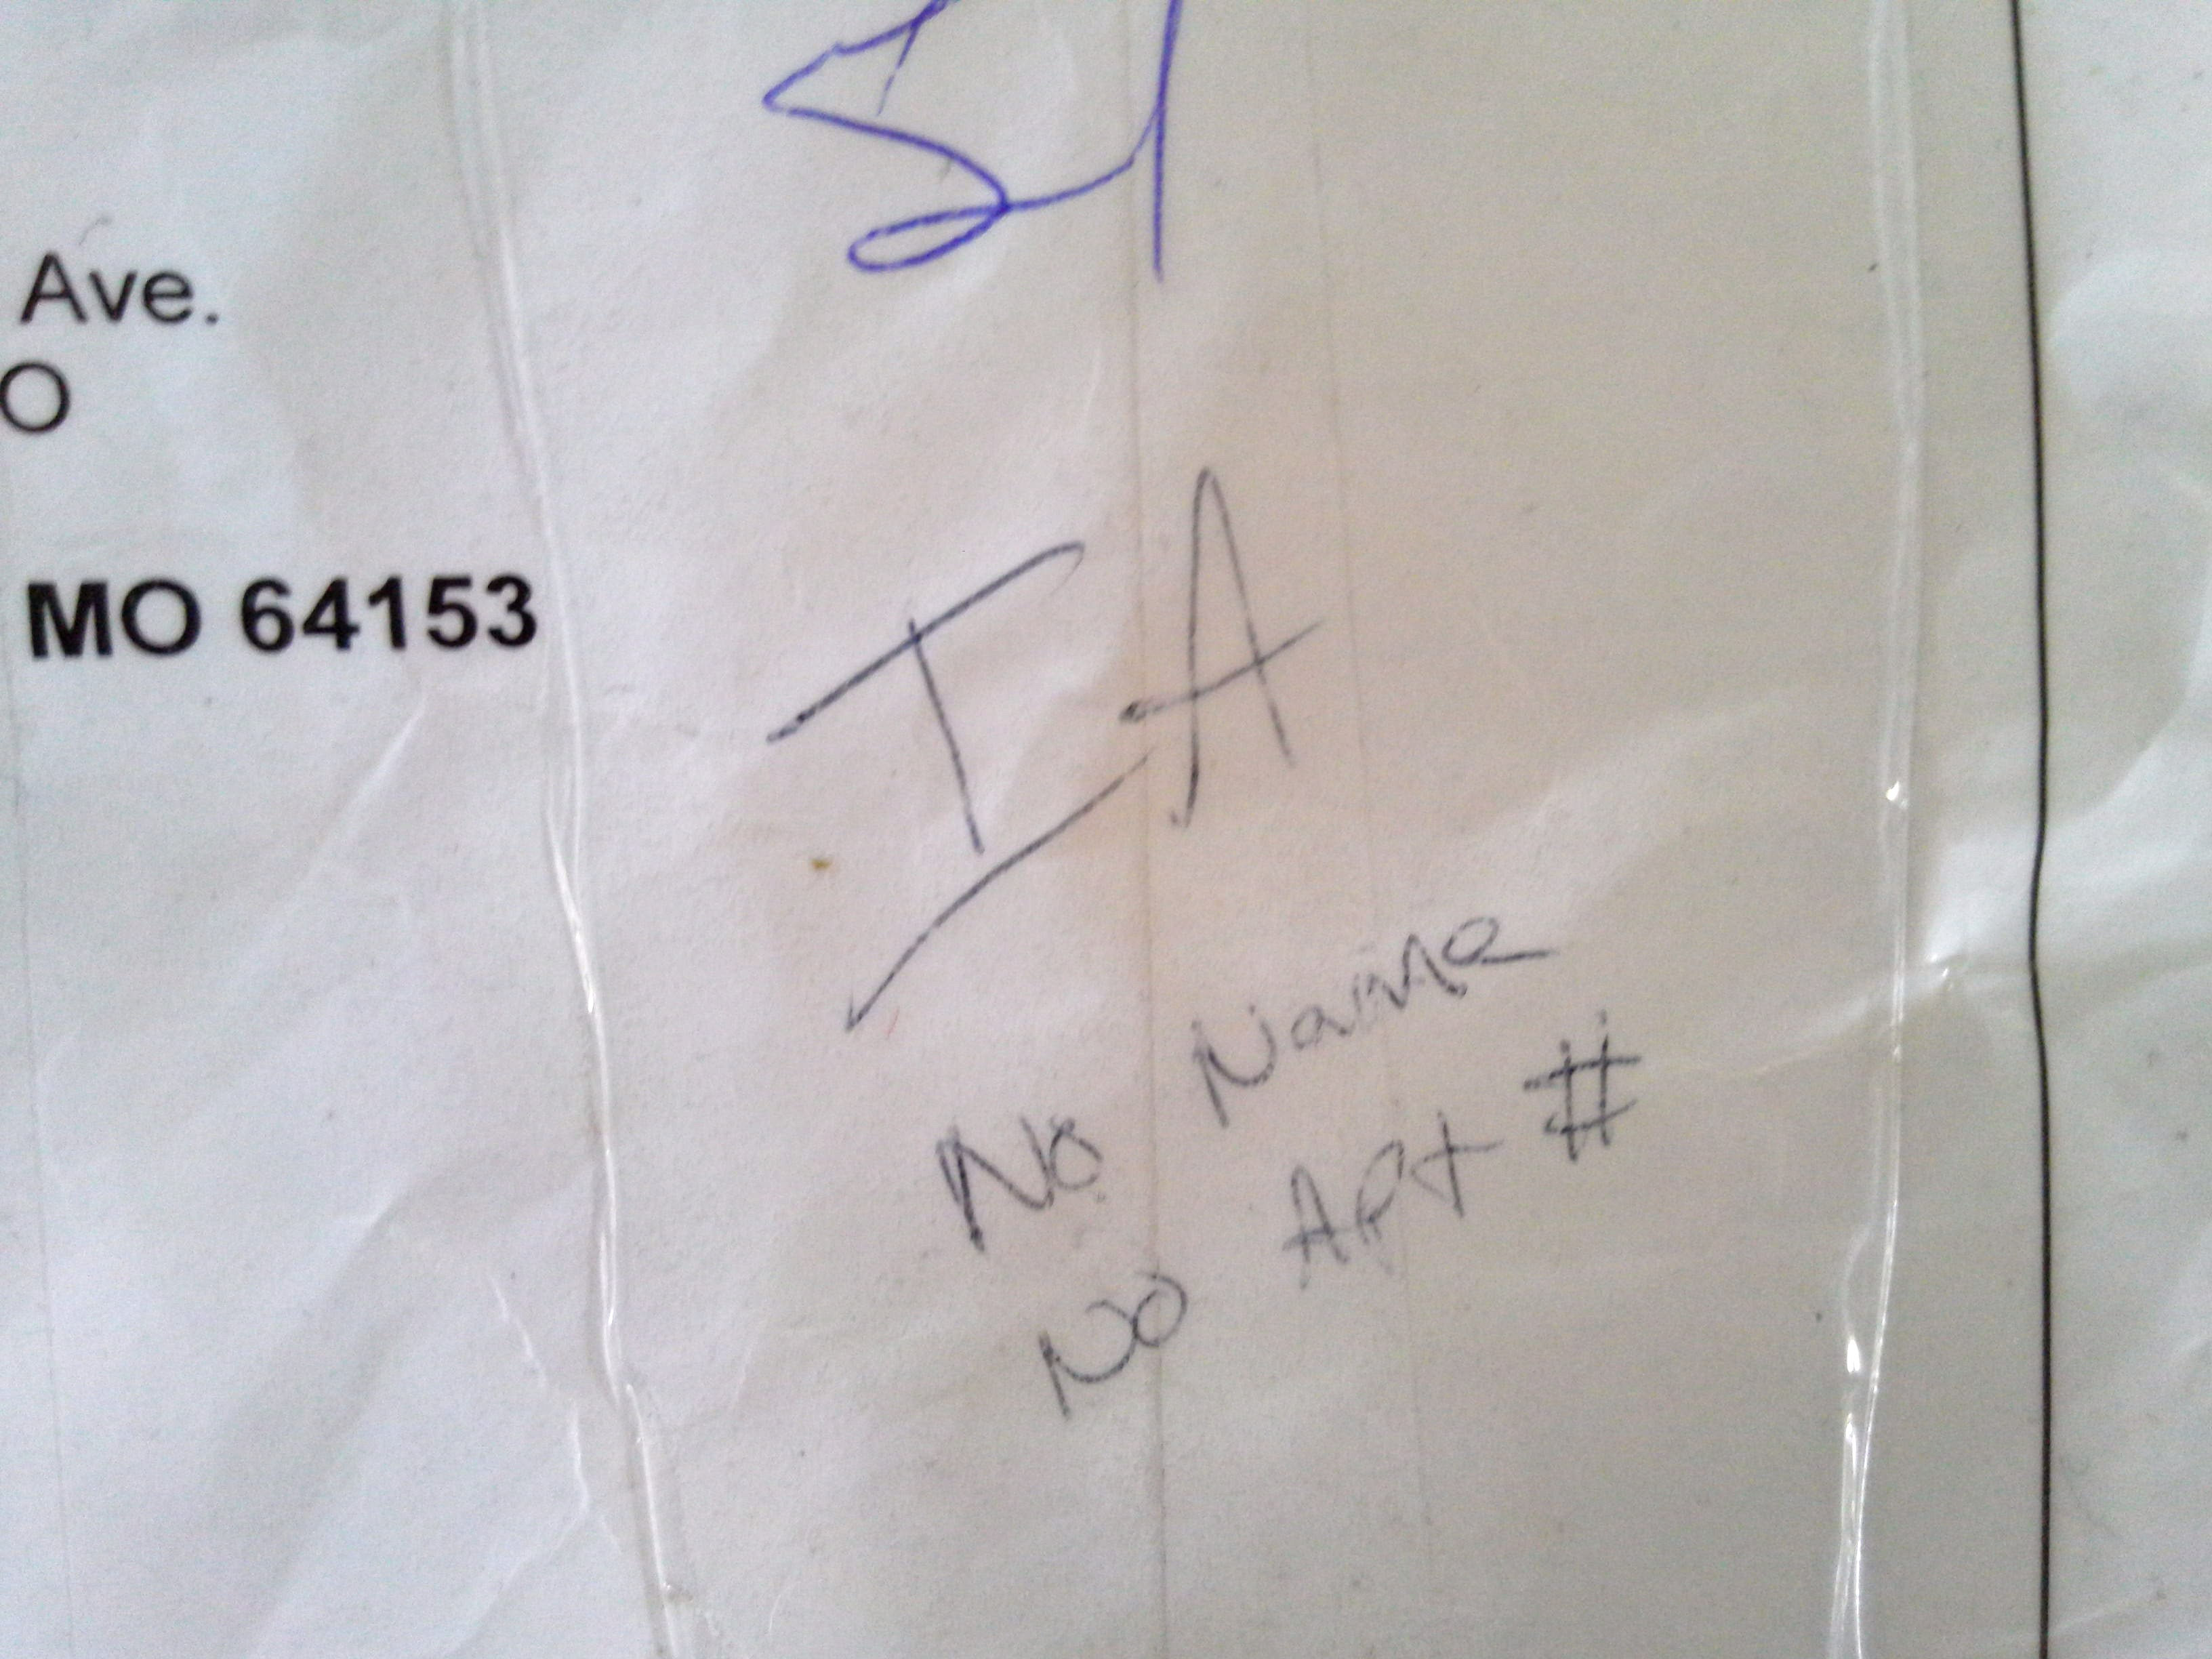 Ave.
O
MO 64153
IA
No Name
No Apt #